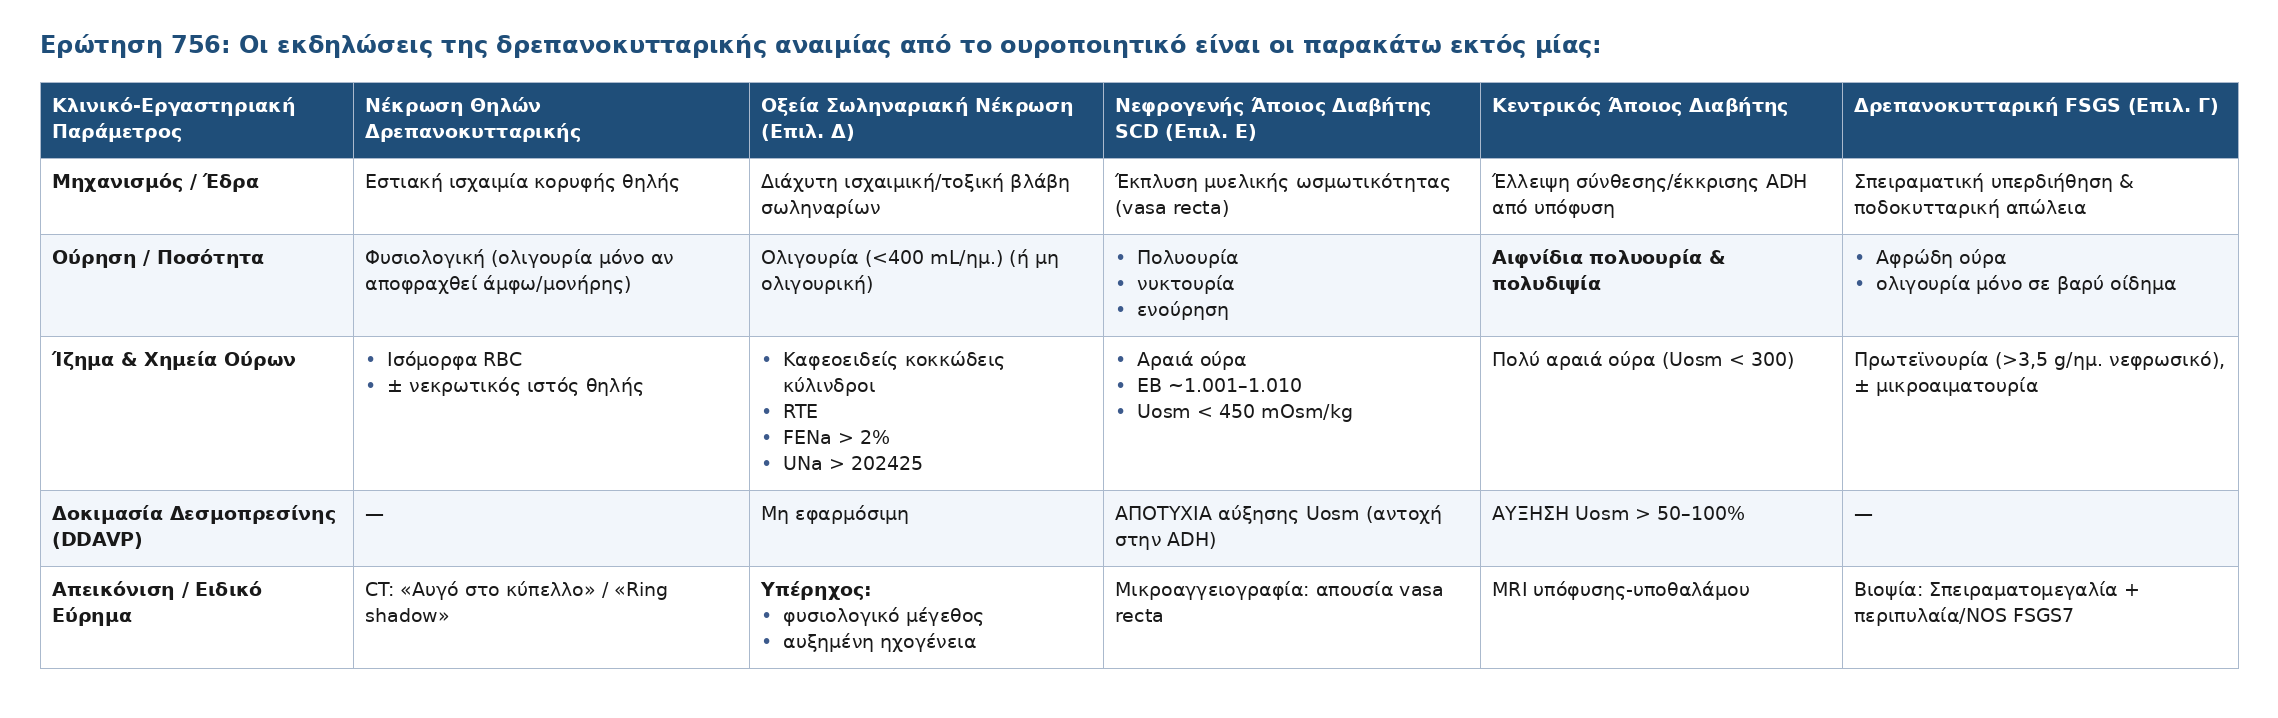 Ερώτηση 756: Οι εκδηλώσεις της δρεπανοκυτταρικής αναιμίας από το ουροποιητικό είναι οι παρακάτω εκτός μίας:
Κλινικό-Εργαστηριακή
Παράμετρος
Νέκρωση Θηλών
Δρεπανοκυτταρικής
Οξεία Σωληναριακή Νέκρωση
(Επιλ. Δ)
Νεφρογενής Άποιος Διαβήτης
SCD (Επιλ. Ε)
Κεντρικός Άποιος Διαβήτης
Δρεπανοκυτταρική FSGS (Επιλ. Γ)
Μηχανισμός / Έδρα
Εστιακή ισχαιμία κορυφής θηλής
Διάχυτη ισχαιμική/τοξική βλάβη
σωληναρίων
Έκπλυση μυελικής ωσμωτικότητας
(vasa recta)
Έλλειψη σύνθεσης/έκκρισης ADH
από υπόφυση
Σπειραματική υπερδιήθηση &
ποδοκυτταρική απώλεια
Ούρηση / Ποσότητα
Φυσιολογική (ολιγουρία μόνο αν
αποφραχθεί άμφω/μονήρης)
Ολιγουρία (<400 mL/ημ.) (ή μη
ολιγουρική)
• Πολυουρία
• νυκτουρία
• ενούρηση
Αιφνίδια πολυουρία &
πολυδιψία
• Αφρώδη ούρα
• ολιγουρία μόνο σε βαρύ οίδημα
Ίζημα & Χημεία Ούρων
• Ισόμορφα RBC
• ± νεκρωτικός ιστός θηλής
• Καφεοειδείς κοκκώδεις
κύλινδροι
• RTE
• FENa > 2%
• UNa > 202425
• Αραιά ούρα
• ΕΒ ~1.001–1.010
• Uosm < 450 mOsm/kg
Πολύ αραιά ούρα (Uosm < 300)
Πρωτεϊνουρία (>3,5 g/ημ. νεφρωσικό),
± μικροαιματουρία
Δοκιμασία Δεσμοπρεσίνης
(DDAVP)
—
Μη εφαρμόσιμη
ΑΠΟΤΥΧΙΑ αύξησης Uosm (αντοχή
στην ADH)
ΑΥΞΗΣΗ Uosm > 50–100%
—
Απεικόνιση / Ειδικό
Εύρημα
CT: «Αυγό στο κύπελλο» / «Ring
shadow»
Υπέρηχος:
• φυσιολογικό μέγεθος
• αυξημένη ηχογένεια
Μικροαγγειογραφία: απουσία vasa
recta
MRI υπόφυσης-υποθαλάμου
Βιοψία: Σπειραματομεγαλία +
περιπυλαία/NOS FSGS7